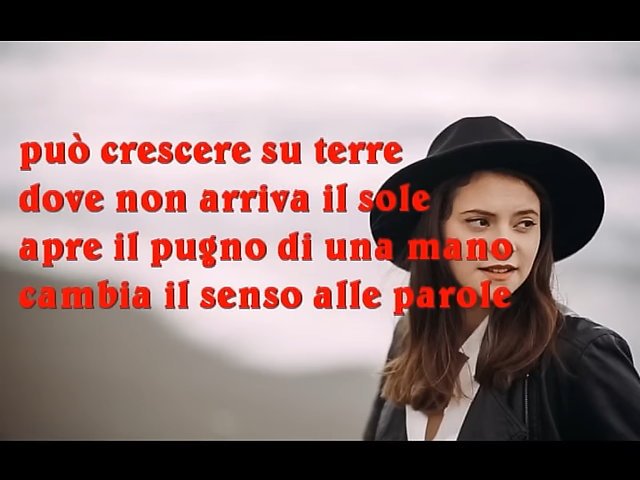 può crescere su terre
dove non arriva il sole
apre il pugno di una mano
cambia il senso alle parole